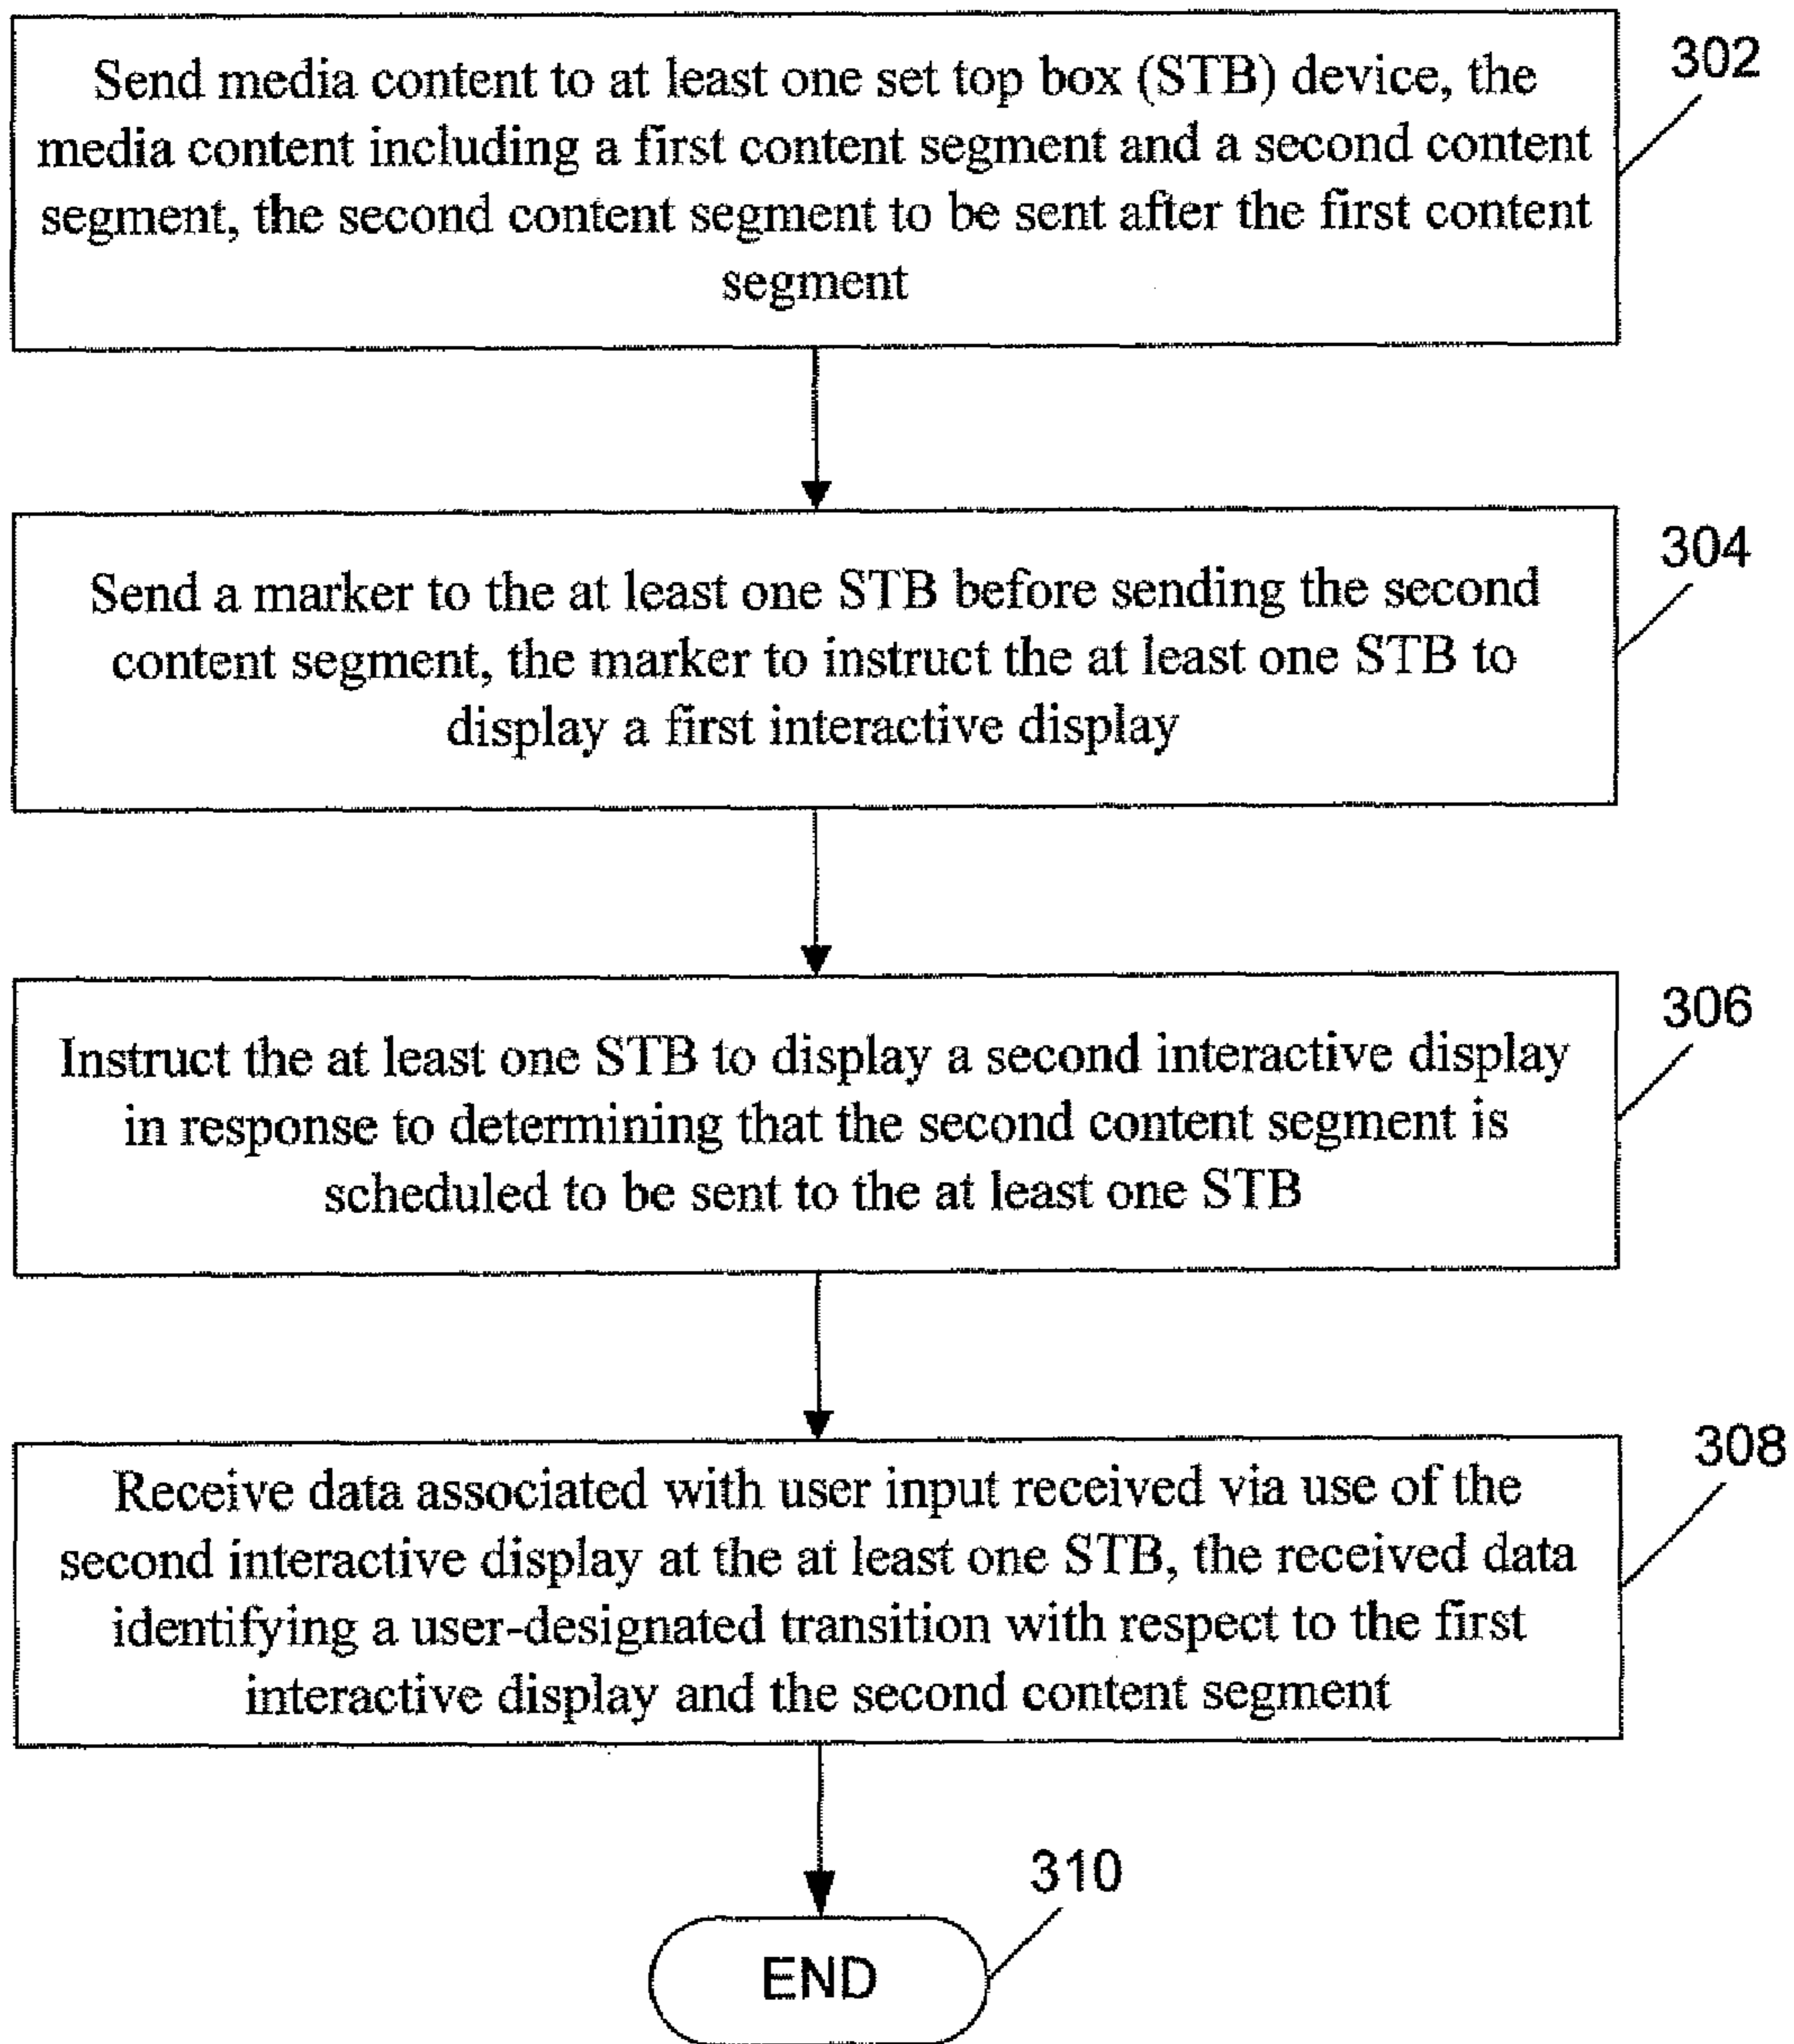 Send media content to at least one set top box (STB) device, the
media content including a first content segment and a second content
segment, the second content segment to be sent after the first content
segment
302
Send a marker to the at least one STB before sending the second
content segment, the marker to instruct the at least one STB to
display a first interactive display
304
Instruct the at least one STB to display a second interactive display
in response to determining that the second content segment is
scheduled to be sent to the at least one STB
306
Receive data associated with user input received via use of the
second interactive display at the at least one STB, the received data
identifying a user-designated transition with respect to the first
interactive display and the second content segment
308
END
310